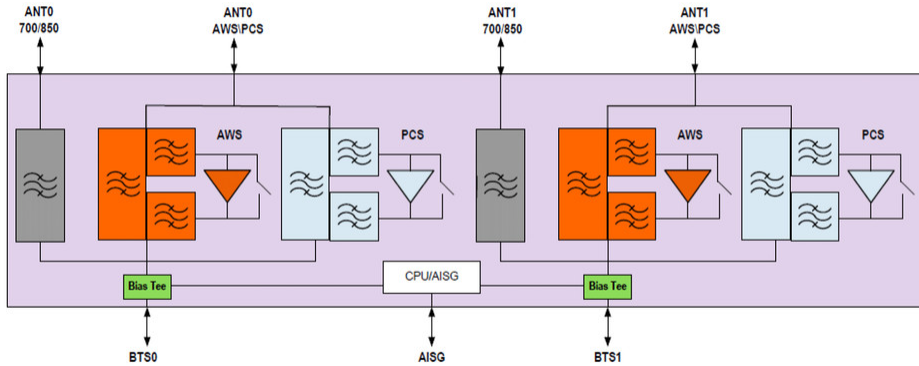 ANT0
700/850
ANT0
AWS\PCS
ANT1
700/850
ANT1
AWS\PCS
AWS
PCS
AWS
PCS
Bias Tee
CPU/AISG
Bias Tee
BTS0
AISG
BTS1